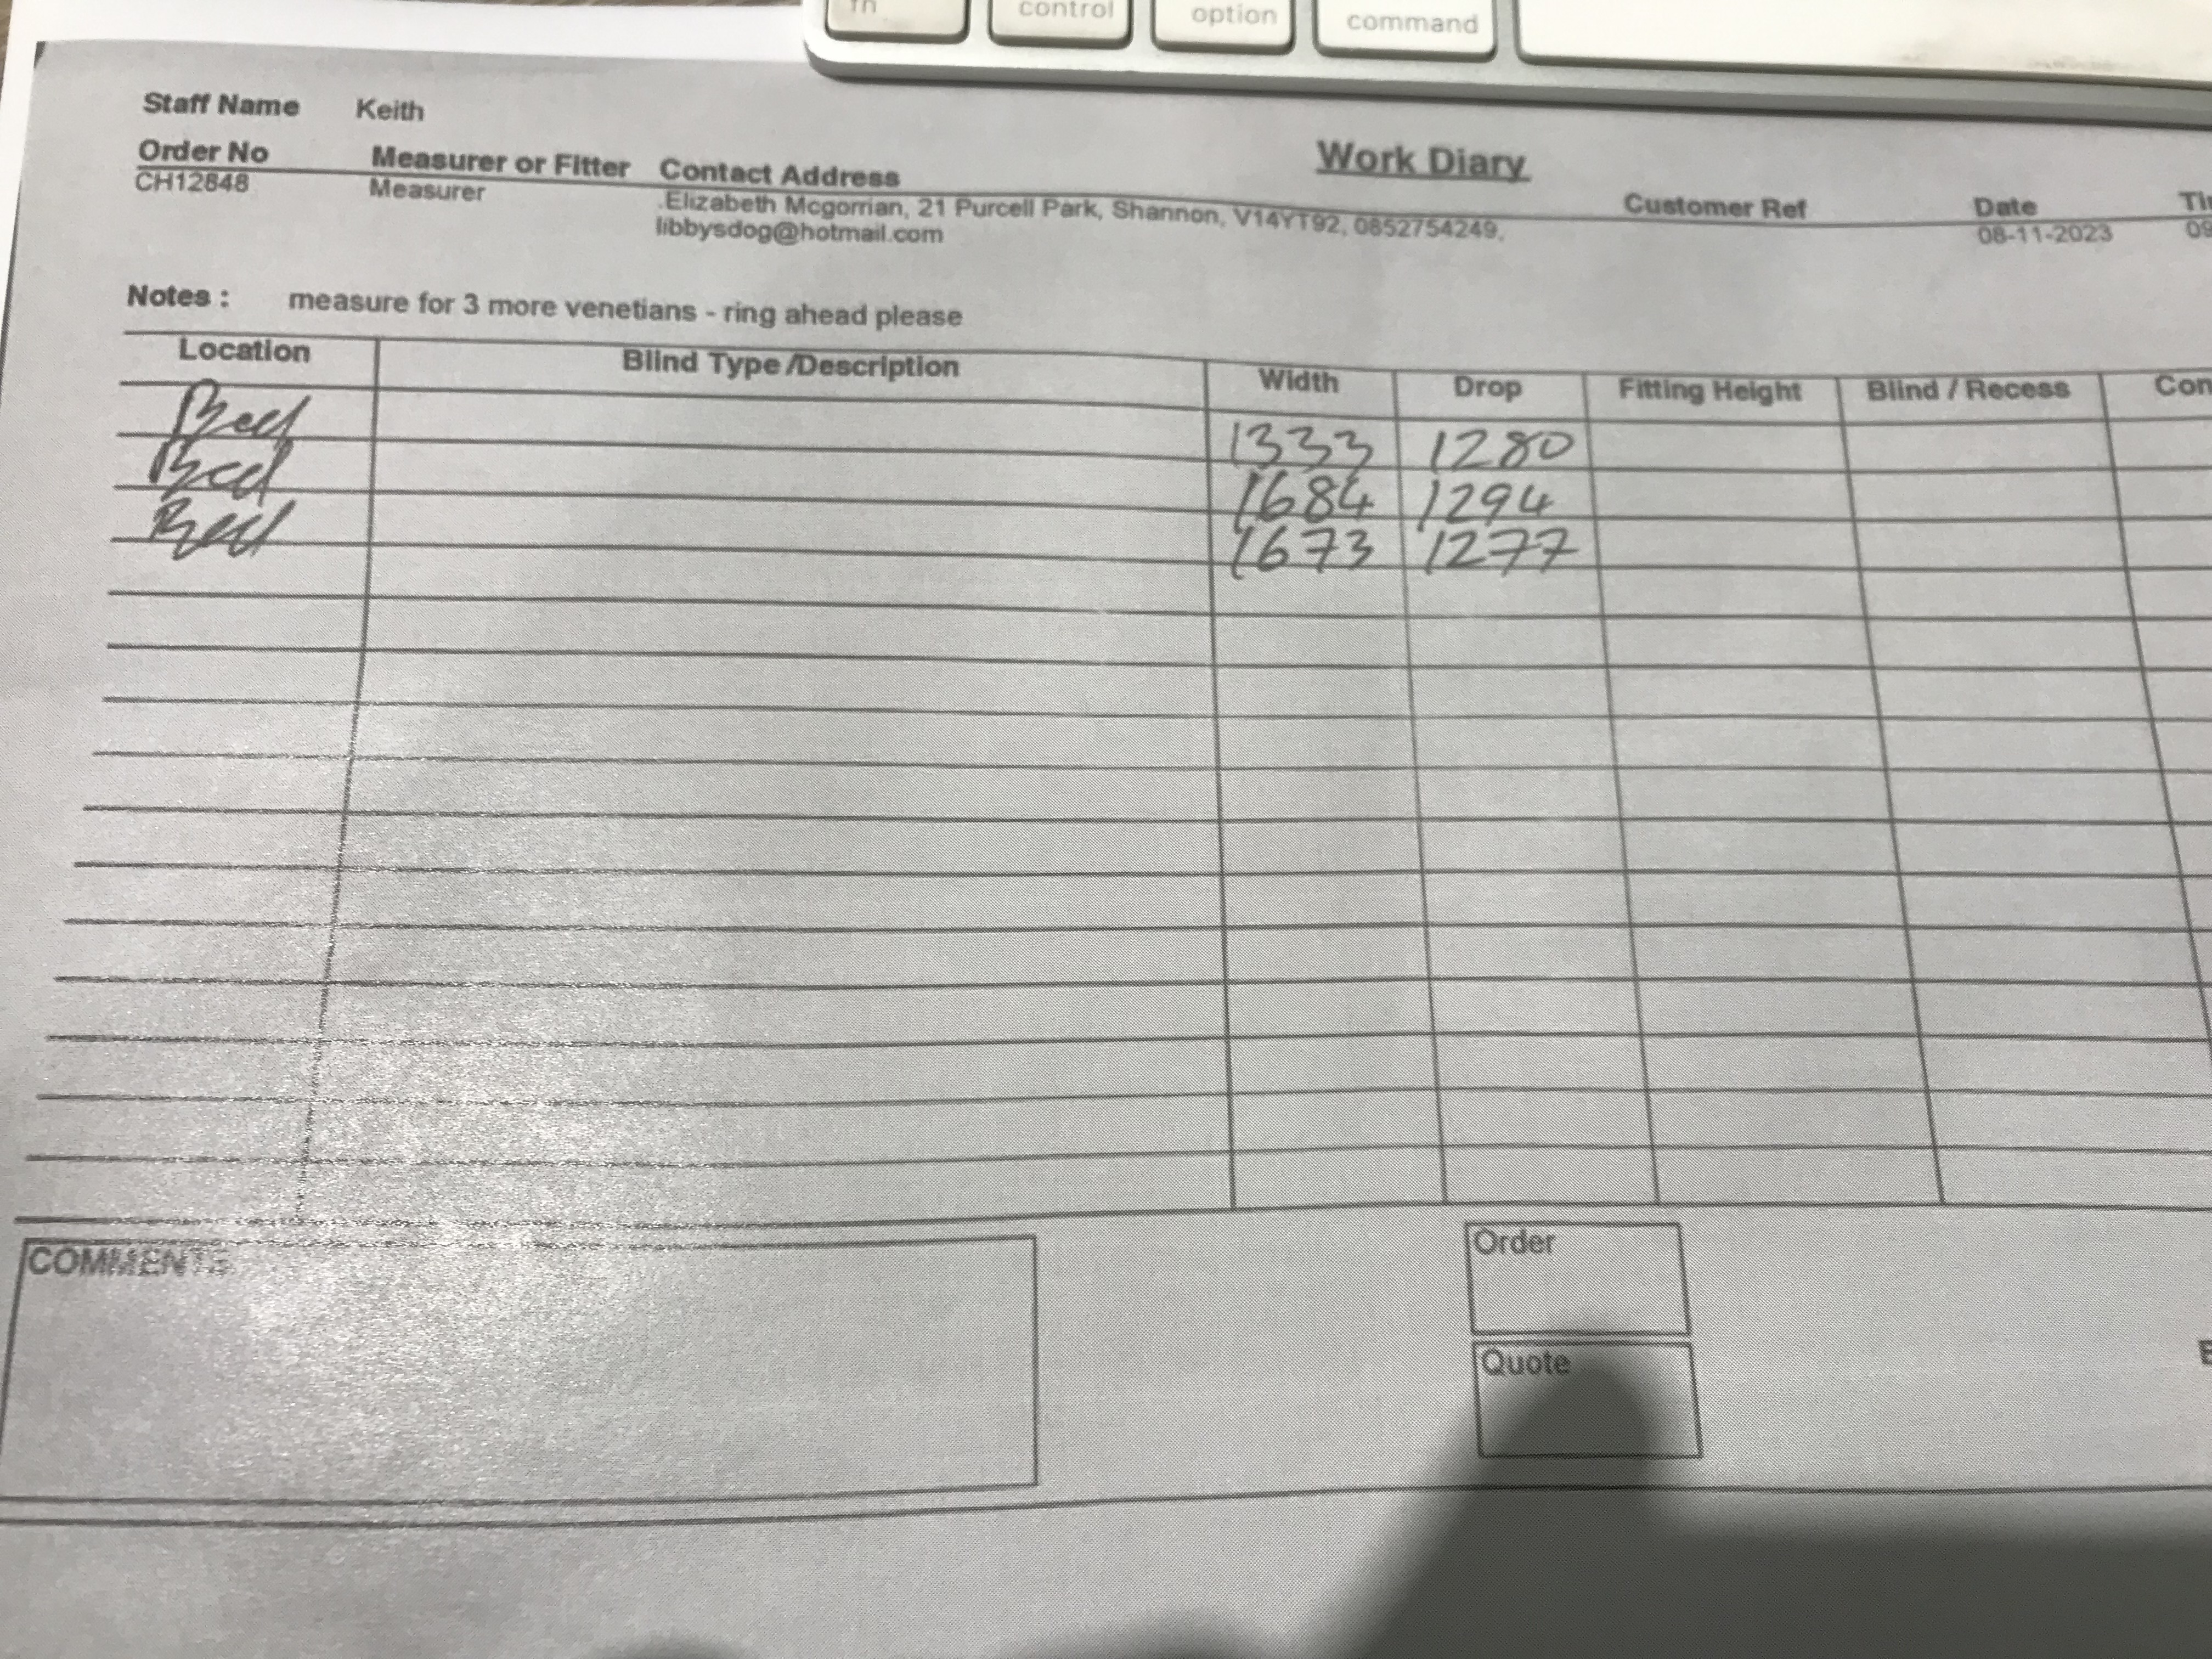 fn control option command
Staff Name Keith
Work Diary
Order No Measurer or Fitter Contact Address Customer Ref Date
CH12848 Measurer .Elizabeth Mcgorrian, 21 Purcell Park, Shannon, V14YT92, 0852754249, 08-11-2023 09
libbysdog@hotmail.com
Notes : measure for 3 more venetians - ring ahead please
Location Blind Type /Description Width Drop Fitting Height Blind / Recess Con
Bed 1333 1280
Bed 1684 1294
Bed 1673 1277
COMMENTS
Order
Quote